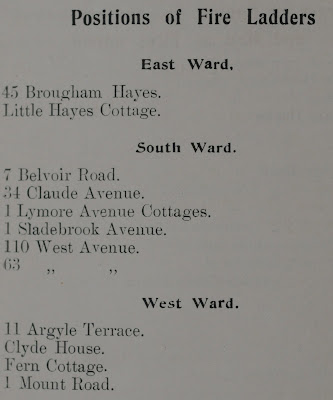 Positions of Fire Ladders
East Ward.
45 Brougham Hayes.
Little Hayes Cottage.
South Ward.
7 Belvoir Road.
34 Claude Avenue.
1 Lymore Avenue Cottages.
1 Sladebrook Avenue.
110 West Avenue.
63 „ „
West Ward.
11 Argyle Terrace.
Clyde House.
Fern Cottage.
1 Mount Road.